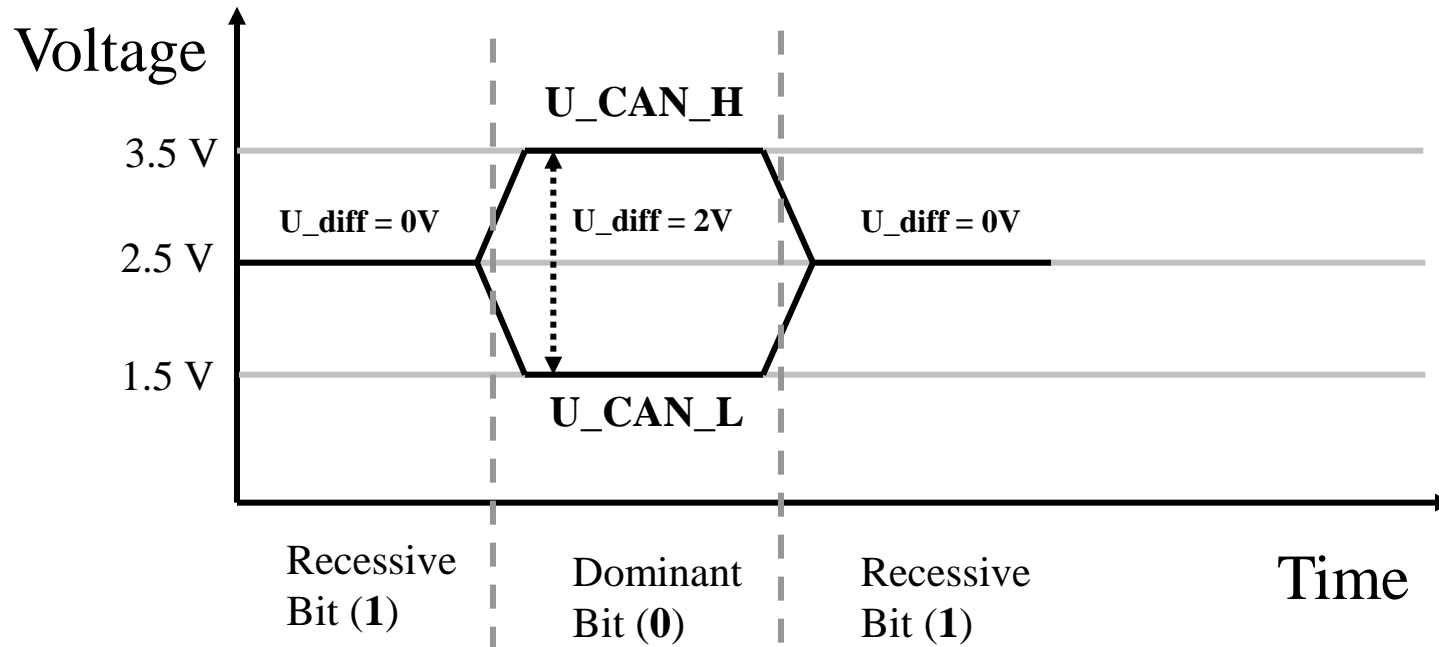 Voltage
U_CAN_H
3.5 V
U_diff = 0V
U_diff = 2V
U_diff = 0V
2.5 V
1.5 V
U_CAN_L
Recessive
Bit (1)
Dominant
Bit (0)
Recessive
Bit (1)
Time